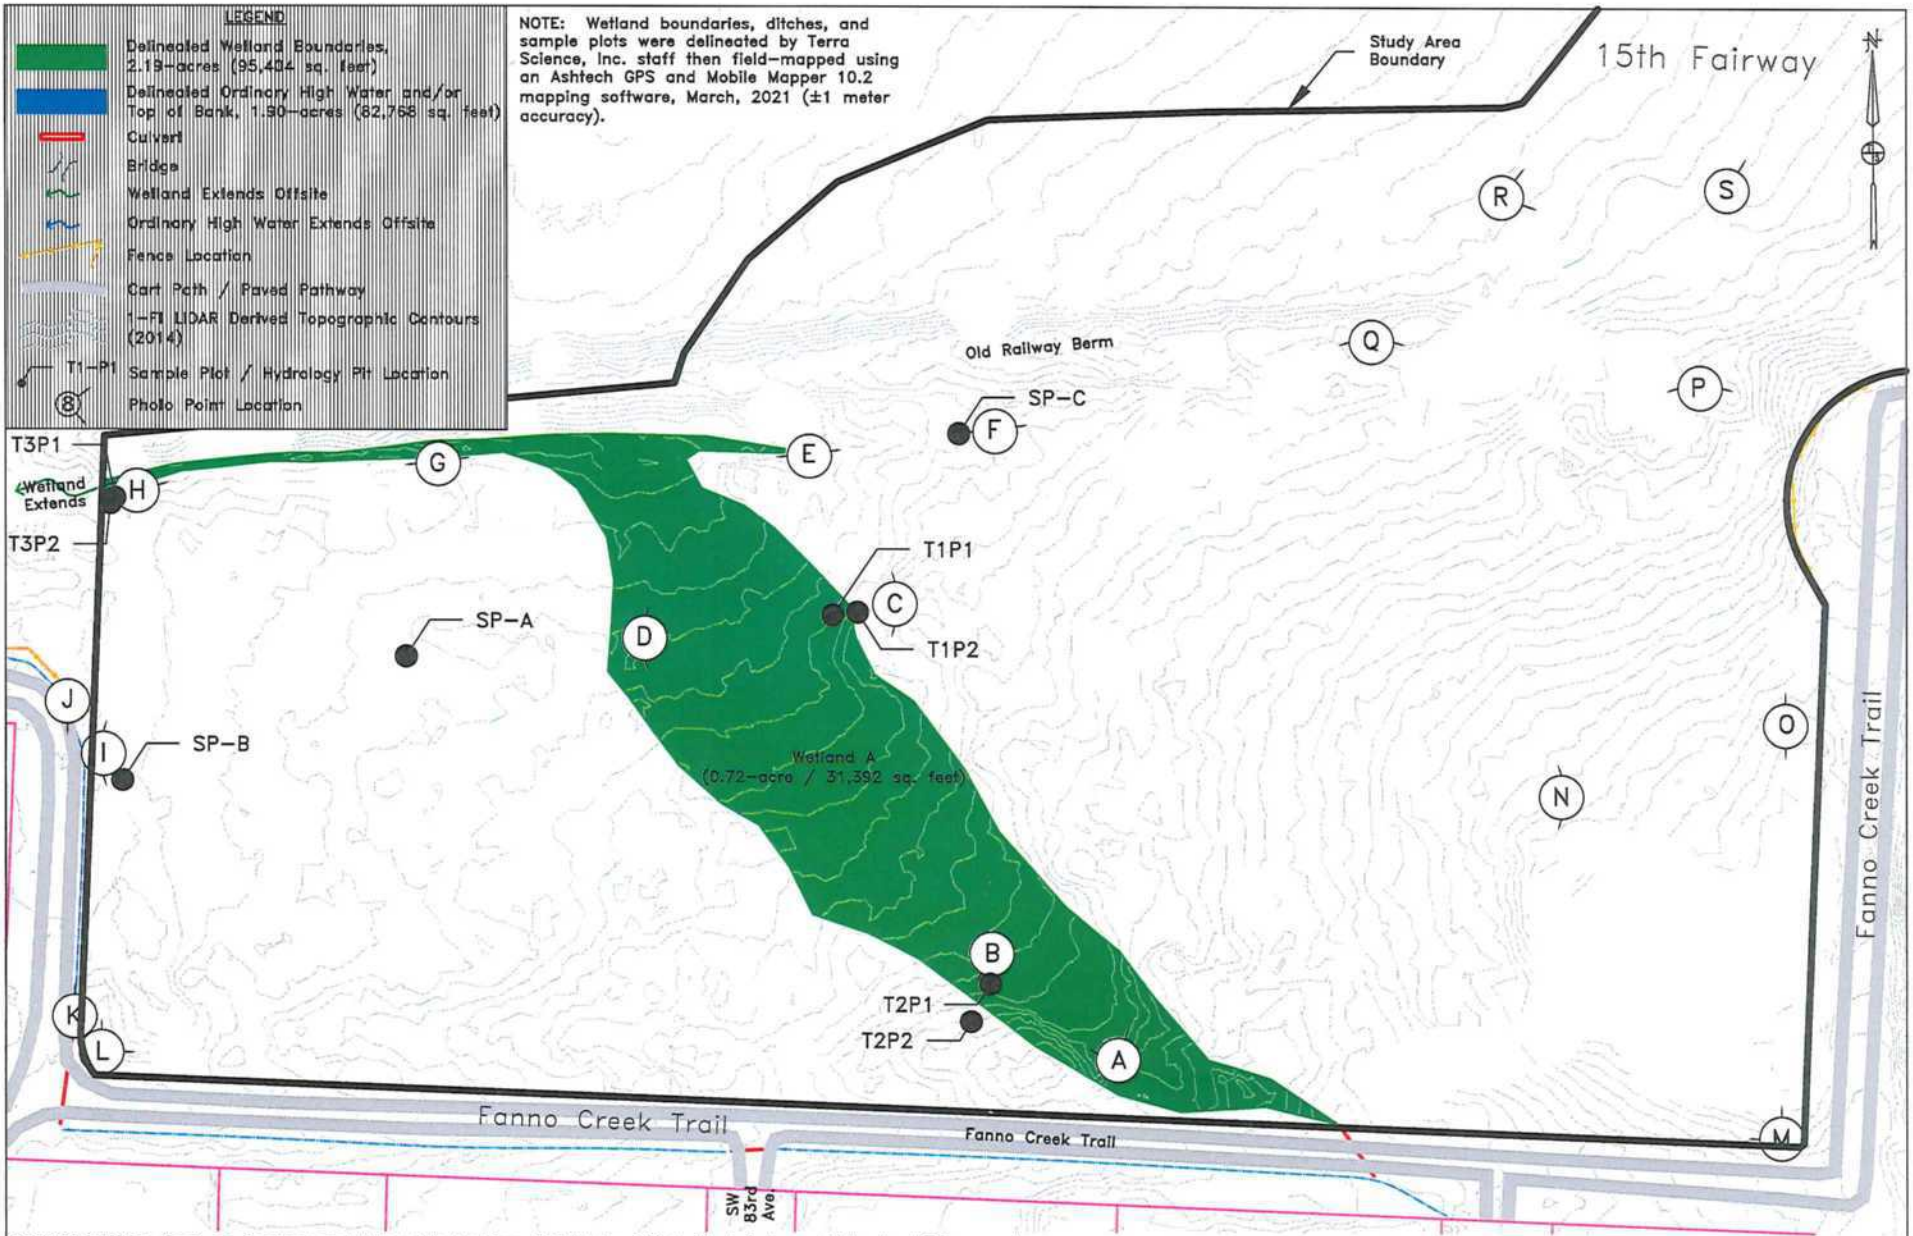 LEGEND
Delineated Wetland Boundaries,
2.19-acres (95,404 sq. feet)
Delineated Ordinary High Water and/or
Top of Bank, 1.90-acres (82,768 sq. feet)
Culvert
Bridge
Wetland Extends Offsite
Ordinary High Water Extends Offsite
Fence Location
Cart Path / Paved Pathway
1-Ft LIDAR Derived Topographic Contours
(2014)
T1-P1
Sample Plot / Hydrology Pit Location
8
Photo Point Location
NOTE: Wetland boundaries, ditches, and
sample plots were delineated by Terra
Science, Inc. staff then field-mapped using
an Ashtech GPS and Mobile Mapper 10.2
mapping software, March, 2021 (±1 meter
accuracy).
Study Area
Boundary
15th Fairway
N
R
S
Old Railway Berm
Q
P
SP-C
F
T3P1
G
E
Wetland
Extends
H
T3P2
T1P1
C
SP-A
D
T1P2
J
I
SP-B
O
Fanno Creek Trail
Wetland A
(0.72-acre / 31,392 sq. feet)
N
B
T2P1
T2P2
K
L
A
Fanno Creek Trail
Fanno Creek Trail
M
SW
83rd
Ave.